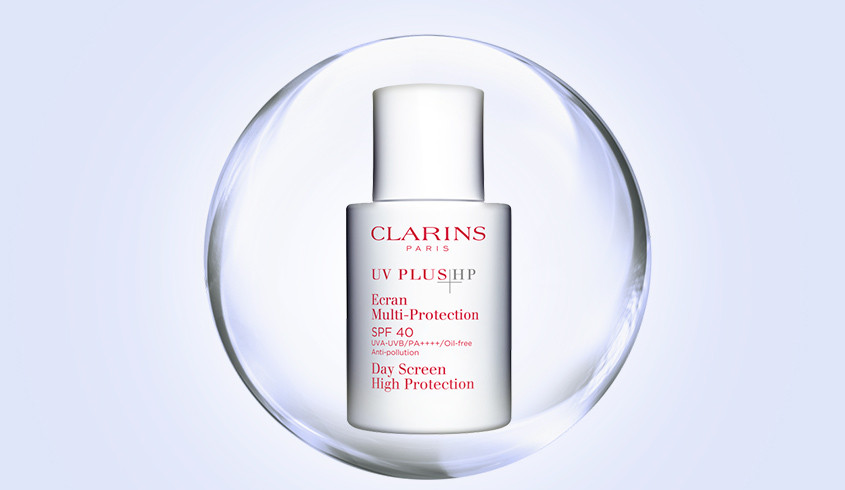 CLARINS
PARIS
UV PLUS HP
Ecran
Multi-Protection
SPF 40
UVA-UVB/PA++++/Oil-free
Anti-pollution
Day Screen
High Protection